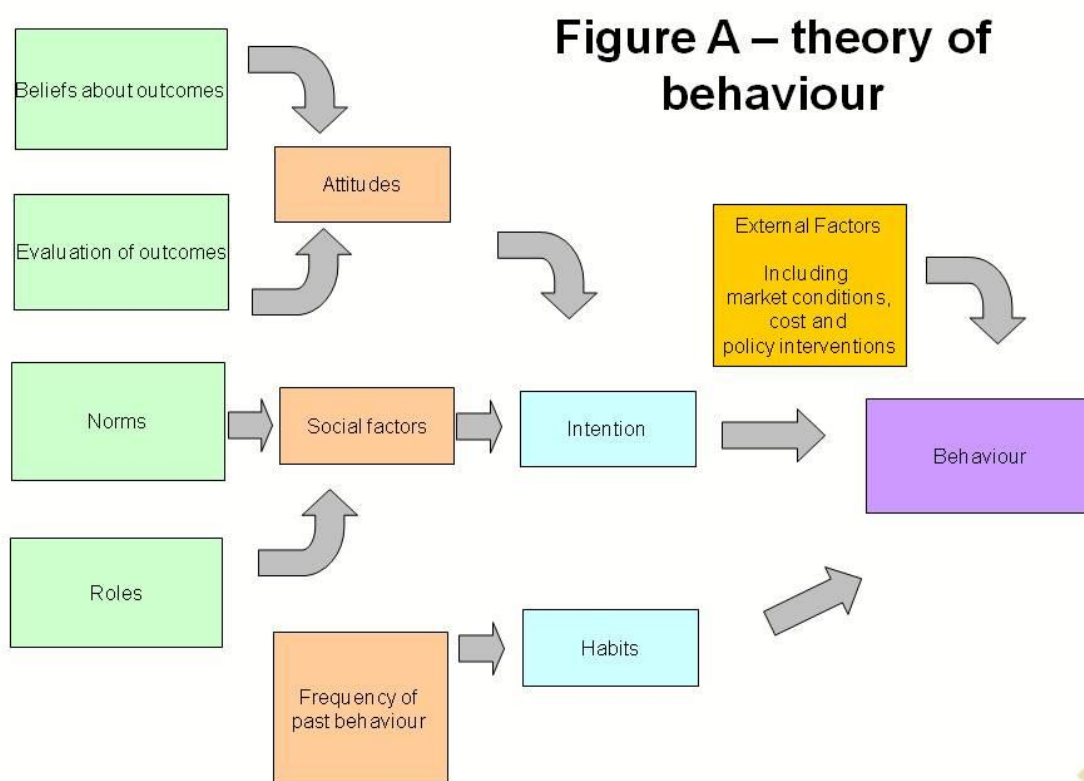 Figure A – theory of
behaviour
Beliefs about outcomes
Attitudes
Evaluation of outcomes
External Factors
Including
market conditions,
cost and
policy interventions
Norms
Social factors
Intention
Behaviour
Roles
Habits
Frequency of
past behaviour